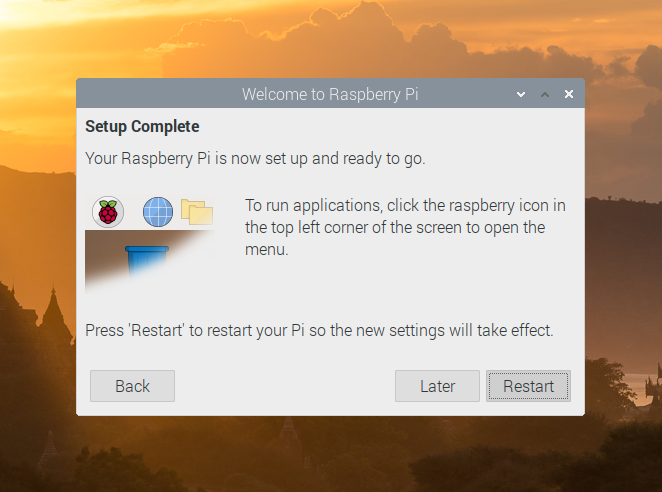 Welcome to Raspberry Pi
Setup Complete
Your Raspberry Pi is now set up and ready to go.
To run applications, click the raspberry icon in
the top left corner of the screen to open the
menu.
Press 'Restart' to restart your Pi so the new settings will take effect.
Back
Later
Restart